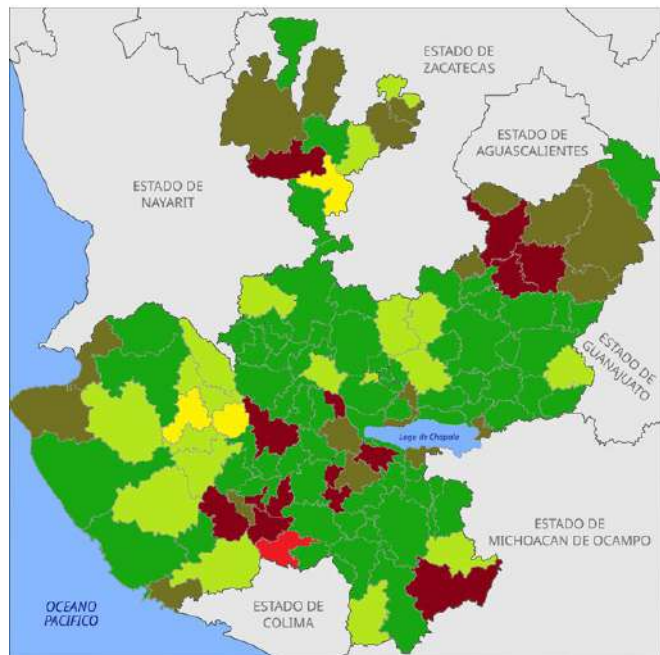 ESTADO DE
ZACATECAS
ESTADO DE
AGUASCALIENTES
ESTADO DE
NAYARIT
ESTADO DE
GUANAJUATO
Lago de Chapala
ESTADO DE
MICHOACAN DE OCAMPO
OCEANO
PACIFICO
ESTADO DE
COLIMA